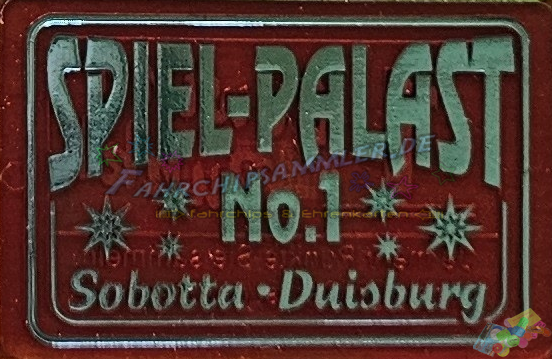 SPIEL-PALAST
FAHRCHIPSAMMLER.DE
No.1
Sobotta • Duisburg